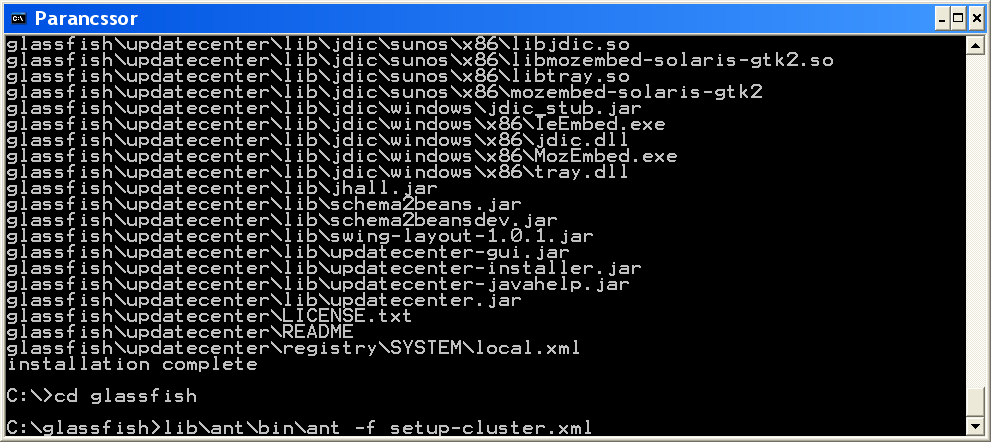 Parancssor
glassfish\updatecenter\lib\jdic\sunos\x86\libjdic.so
glassfish\updatecenter\lib\jdic\sunos\x86\libmozembed-solaris-gtk2.so
glassfish\updatecenter\lib\jdic\sunos\x86\libtray.so
glassfish\updatecenter\lib\jdic\sunos\x86\mozembed-solaris-gtk2
glassfish\updatecenter\lib\jdic\windows\jdic_stub.jar
glassfish\updatecenter\lib\jdic\windows\x86\IeEmbed.exe
glassfish\updatecenter\lib\jdic\windows\x86\jdic.dll
glassfish\updatecenter\lib\jdic\windows\x86\MozEmbed.exe
glassfish\updatecenter\lib\jdic\windows\x86\tray.dll
glassfish\updatecenter\lib\jhall.jar
glassfish\updatecenter\lib\schema2beans.jar
glassfish\updatecenter\lib\schema2beansdev.jar
glassfish\updatecenter\lib\swing-layout-1.0.1.jar
glassfish\updatecenter\lib\updatecenter-gui.jar
glassfish\updatecenter\lib\updatecenter-installer.jar
glassfish\updatecenter\lib\updatecenter-javahelp.jar
glassfish\updatecenter\lib\updatecenter.jar
glassfish\updatecenter\LICENSE.txt
glassfish\updatecenter\README
glassfish\updatecenter\registry\SYSTEM\local.xml
installation complete
C:\>cd glassfish
C:\glassfish>lib\ant\bin\ant -f setup-cluster.xml